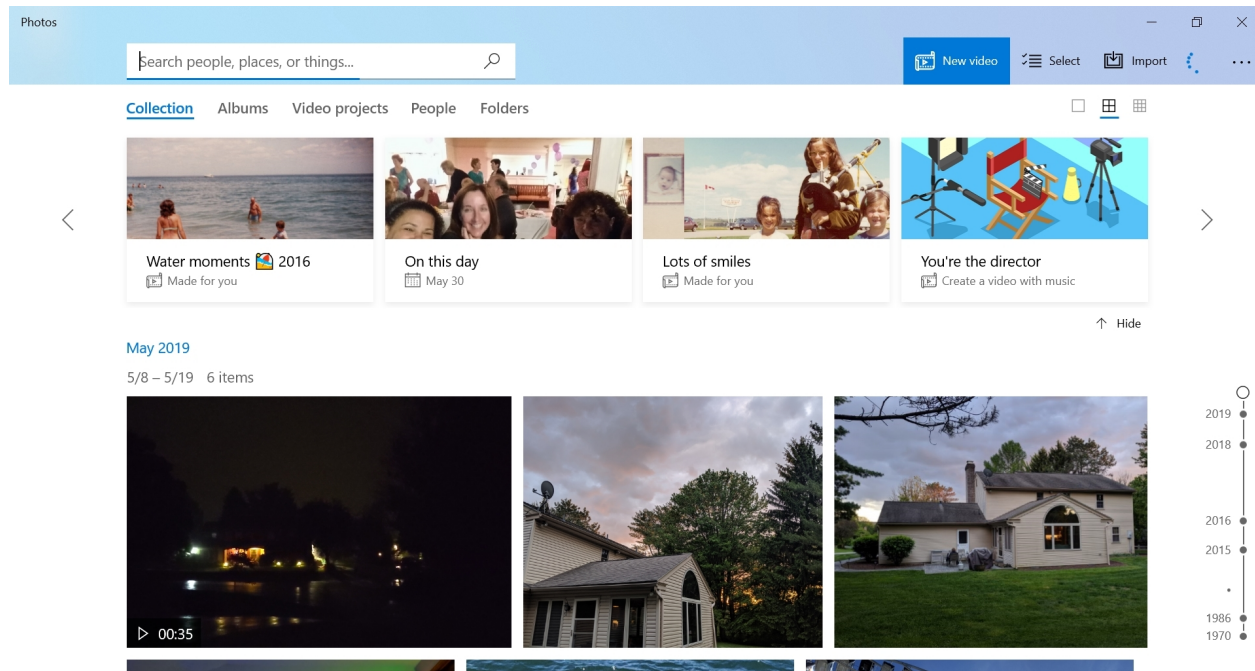 Photos
Search people, places, or things...
New video
Select
Import
Collection
Albums
Video projects
People
Folders
Water moments 🏖 2016
Made for you
On this day
May 30
Lots of smiles
Made for you
You're the director
Create a video with music
Hide
May 2019
5/8 – 5/19 6 items
00:35
2019
2018
2016
2015
1986
1970